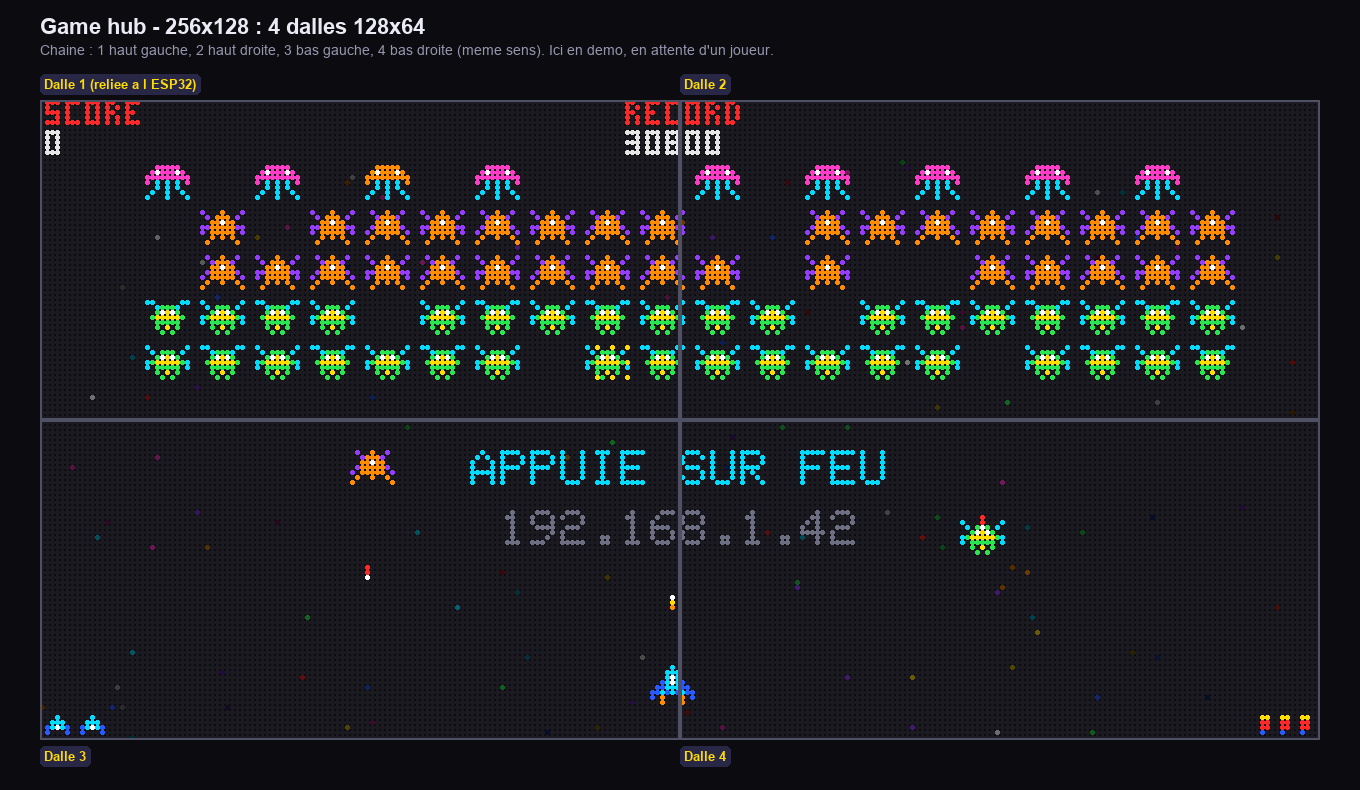 Game hub - 256x128 : 4 dalles 128x64
Chaine : 1 haut gauche, 2 haut droite, 3 bas gauche, 4 bas droite (meme sens). Ici en demo, en attente d'un joueur.
Dalle 1 (reliee a l ESP32)
Dalle 2
SCORE
RECORD
0
30800
APPUIE SUR FEU
192.168.1.42
Dalle 3
Dalle 4